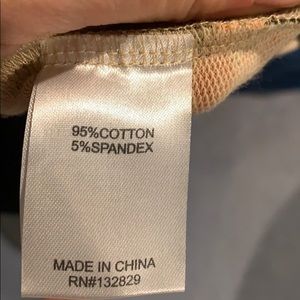 95%COTTON
5%SPANDEX
MADE IN CHINA
RN#132829